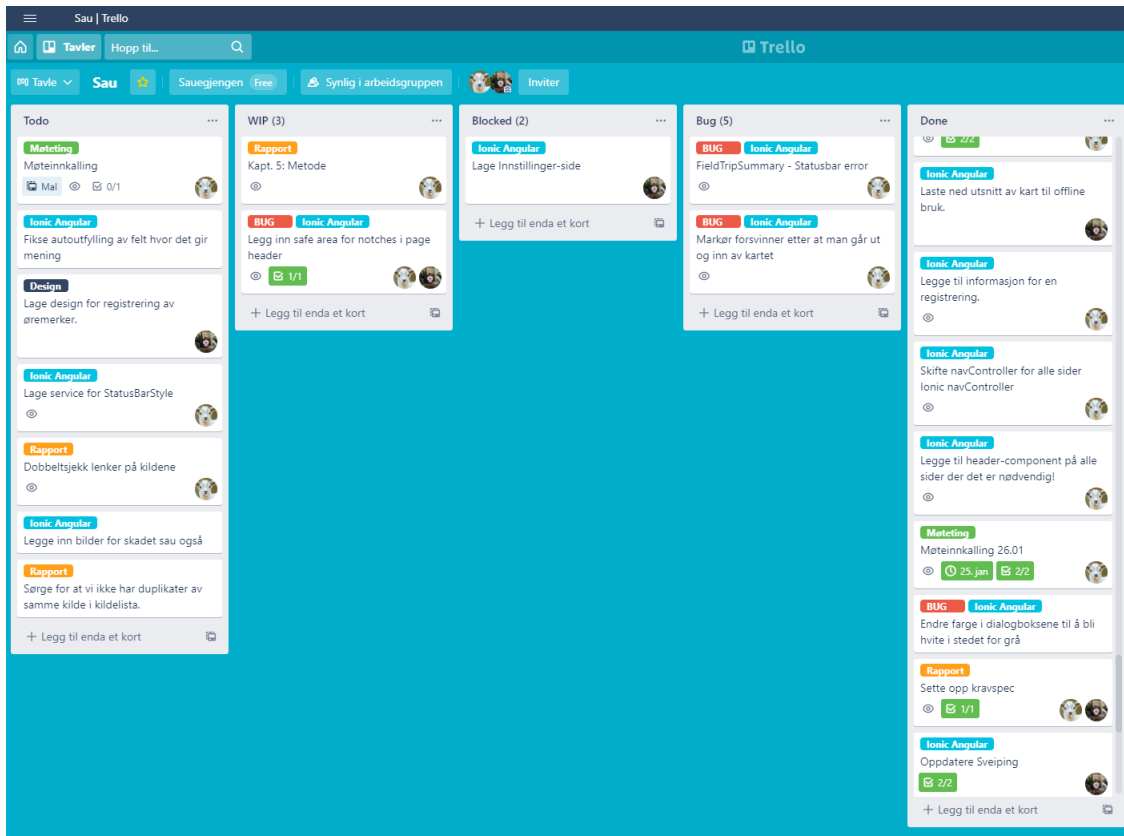 Sau | Trello
Tavler
Hopp til...
Trello
Tavle
Sau
Sauegjengen Free
Synlig i arbeidsgruppen
Inviter
Todo
Møteting
Møteinnkalling
Mal 0/1
Ionic Angular
Fikse autoutfylling av felt hvor det gir
mening
Design
Lage design for registrering av
øremerker.
Ionic Angular
Lage service for StatusBarStyle
Rapport
Dobbeltsjekk lenker på kildene
Ionic Angular
Legge inn bilder for skadet sau også
Rapport
Sørge for at vi ikke har duplikater av
samme kilde i kildelista.
+ Legg til enda et kort
WIP (3)
Rapport
Kapt. 5: Metode
BUG Ionic Angular
Legg inn safe area for notches i page
header
1/1
+ Legg til enda et kort
Blocked (2)
Ionic Angular
Lage Innstillinger-side
+ Legg til enda et kort
Bug (5)
BUG Ionic Angular
FieldTripSummary - Statusbar error
BUG Ionic Angular
Markør forsvinner etter at man går ut
og inn av kartet
+ Legg til enda et kort
Done
2/2
Ionic Angular
Laste ned utsnitt av kart til offline
bruk.
Ionic Angular
Legge til informasjon for en
registrering.
Ionic Angular
Skifte navController for alle sider
Ionic navController
Ionic Angular
Legge til header-component på alle
sider der det er nødvendig!
Møteting
Møteinnkalling 26.01
25. jan 2/2
BUG Ionic Angular
Endre farge i dialogboksene til å bli
hvite i stedet for grå
Rapport
Sette opp kravspec
1/1
Ionic Angular
Oppdatere Sveiping
2/2
+ Legg til enda et kort